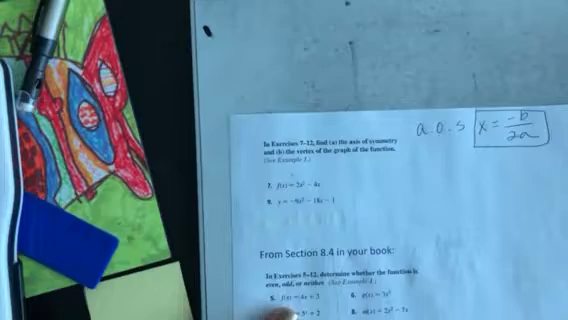 a.o.s x = -b/2a
In Exercises 7–12, find (a) the axis of symmetry
and (b) the vertex of the graph of the function.
(See Example 1.)
7. f(x) = 2x² − 4x
9. y = −9x² − 18x − 1
From Section 8.4 in your book:
In Exercises 5–12, determine whether the function is
even, odd, or neither. (See Example 1.)
5. f(x) = 4x + 3 6. g(x) = 3x²
+ 2 8. m(x) = 2x² − 7x